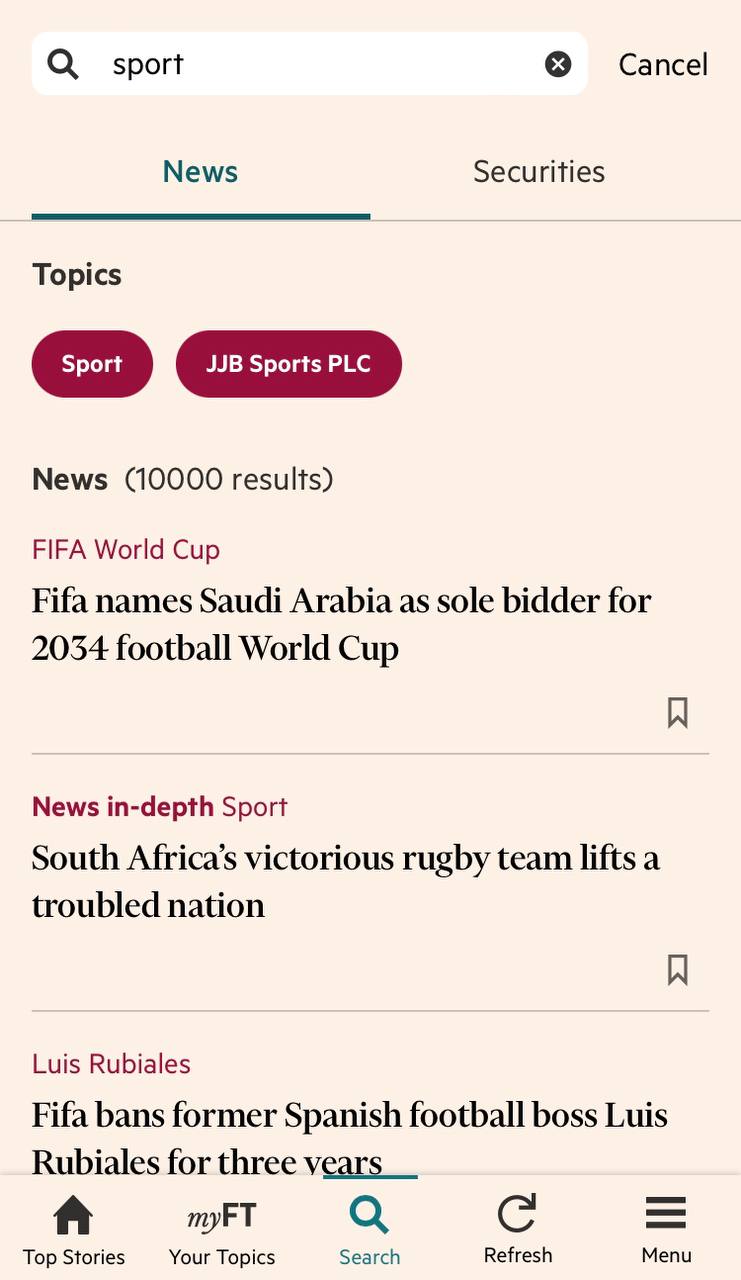 sport
Cancel
News
Securities
Topics
Sport
JJB Sports PLC
News (10000 results)
FIFA World Cup
Fifa names Saudi Arabia as sole bidder for
2034 football World Cup
News in-depth Sport
South Africa’s victorious rugby team lifts a
troubled nation
Luis Rubiales
Fifa bans former Spanish football boss Luis
Rubiales for three years
myFT
Top Stories
Your Topics
Search
Refresh
Menu